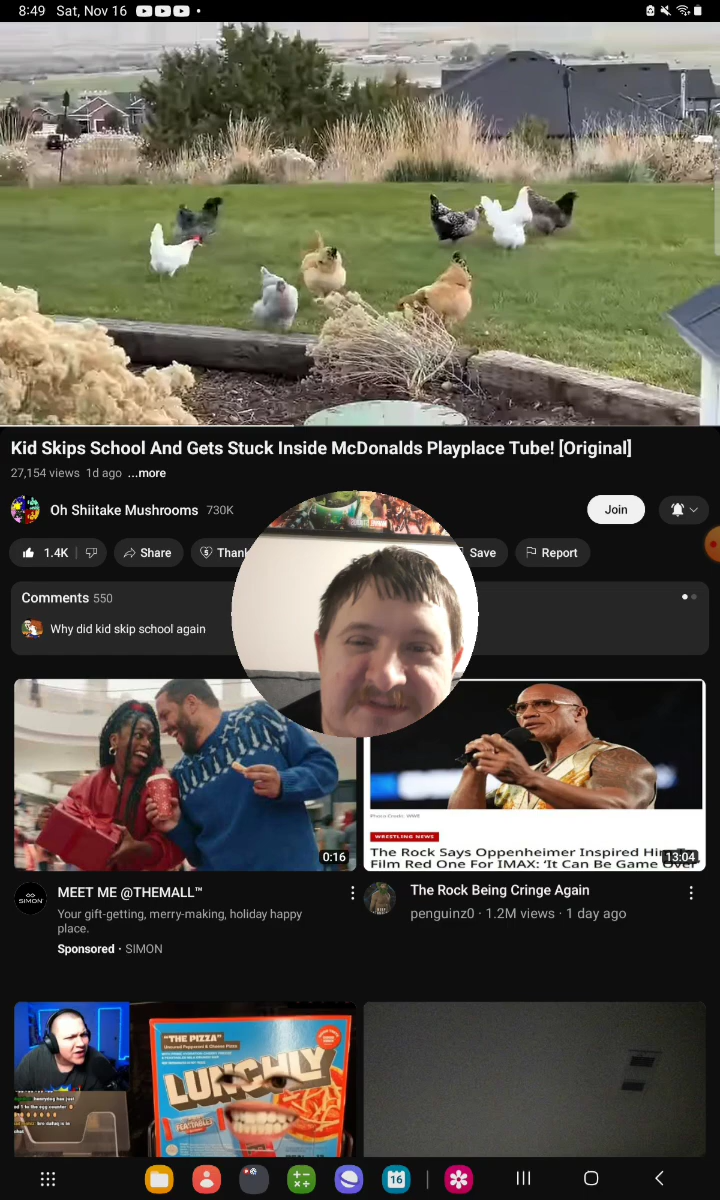 8:49 Sat, Nov 16
Kid Skips School And Gets Stuck Inside McDonalds Playplace Tube! [Original]
27,154 views 1d ago ...more
Oh Shiitake Mushrooms 730K
Join
1.4K
Share
Than
Save
Report
Comments 550
Why did kid skip school again
0:16
WRESTLING NEWS
The Rock Says Oppenheimer Inspired
Film Red One For IMAX: 'It Can Be Game Over'
13:04
SIMON
MEET ME @THEMALL™
Your gift-getting, merry-making, holiday happy
place.
Sponsored · SIMON
The Rock Being Cringe Again
penguinz0 · 1.2M views · 1 day ago
"THE PIZZA"
LUNCHLY
16